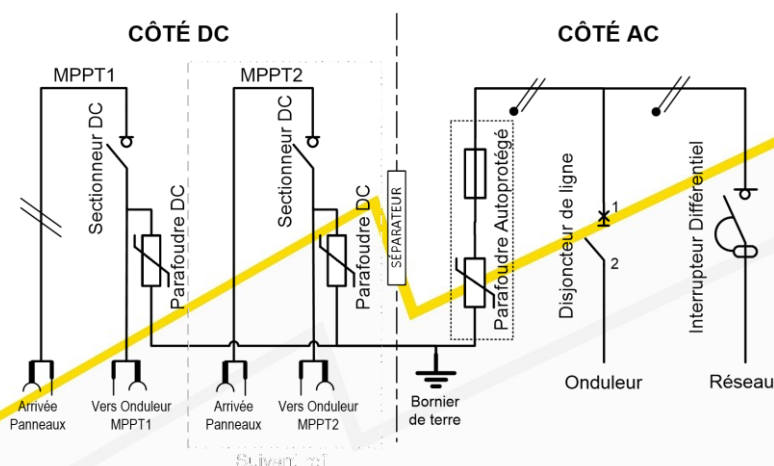 CÔTÉ DC
CÔTÉ AC
MPPT1
MPPT2
Sectionneur DC
Parafoudre DC
Sectionneur DC
Parafoudre DC
SÉPARATEUR
Parafoudre Autoprotégé
Disjoncteur de ligne
1
2
Interrupteur Différentiel
Arrivée
Panneaux
Vers Onduleur
MPPT1
Arrivée
Panneaux
Vers Onduleur
MPPT2
Bornier
de terre
Onduleur
Réseau
Suivant